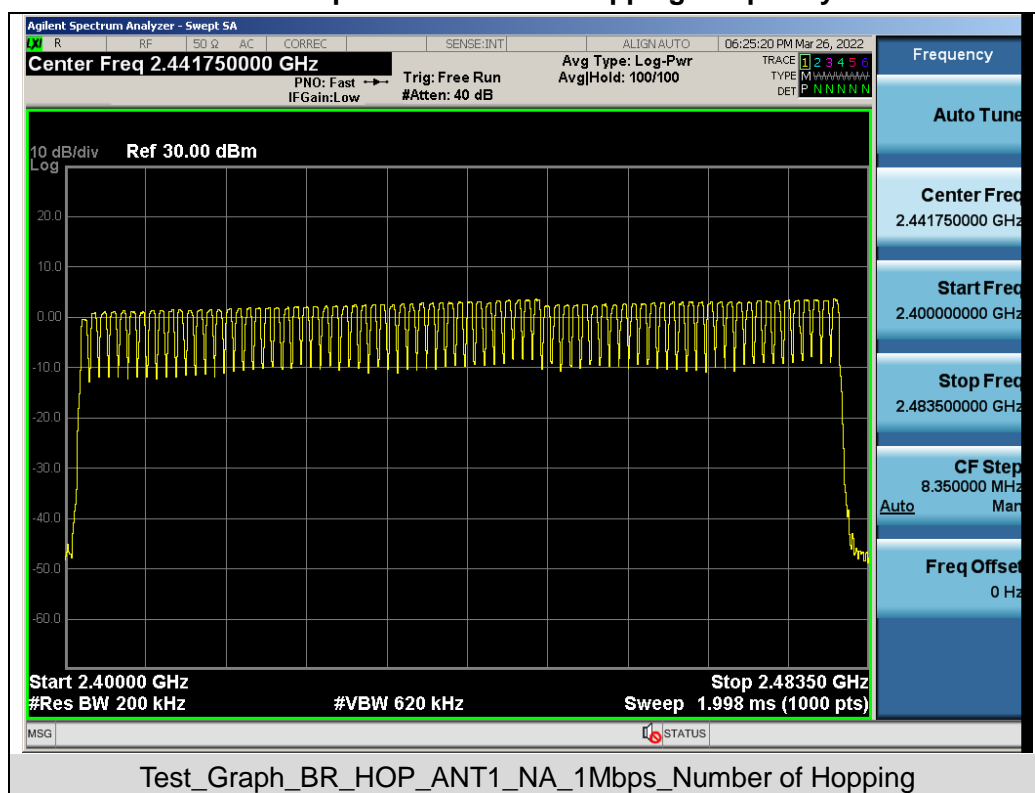 Agilent Spectrum Analyzer - Swept SA
LXI R RF 50 Ω AC CORREC SENSE:INT ALIGN AUTO 06:25:20 PM Mar 26, 2022
Center Freq 2.441750000 GHz
PNO: Fast
IFGain:Low
Trig: Free Run
#Atten: 40 dB
Avg Type: Log-Pwr
Avg|Hold: 100/100
TRACE 1 2 3 4 5 6
TYPE M
DET P N N N N N
10 dB/div Ref 30.00 dBm
Log
20.0
10.0
0.00
-10.0
-20.0
-30.0
-40.0
-50.0
-60.0
Start 2.40000 GHz Stop 2.48350 GHz
#Res BW 200 kHz #VBW 620 kHz Sweep 1.998 ms (1000 pts)
MSG STATUS
Frequency
Auto Tune
Center Freq
2.441750000 GHz
Start Freq
2.400000000 GHz
Stop Freq
2.483500000 GHz
CF Step
8.350000 MHz
Auto Man
Freq Offset
0 Hz
Test_Graph_BR_HOP_ANT1_NA_1Mbps_Number of Hopping